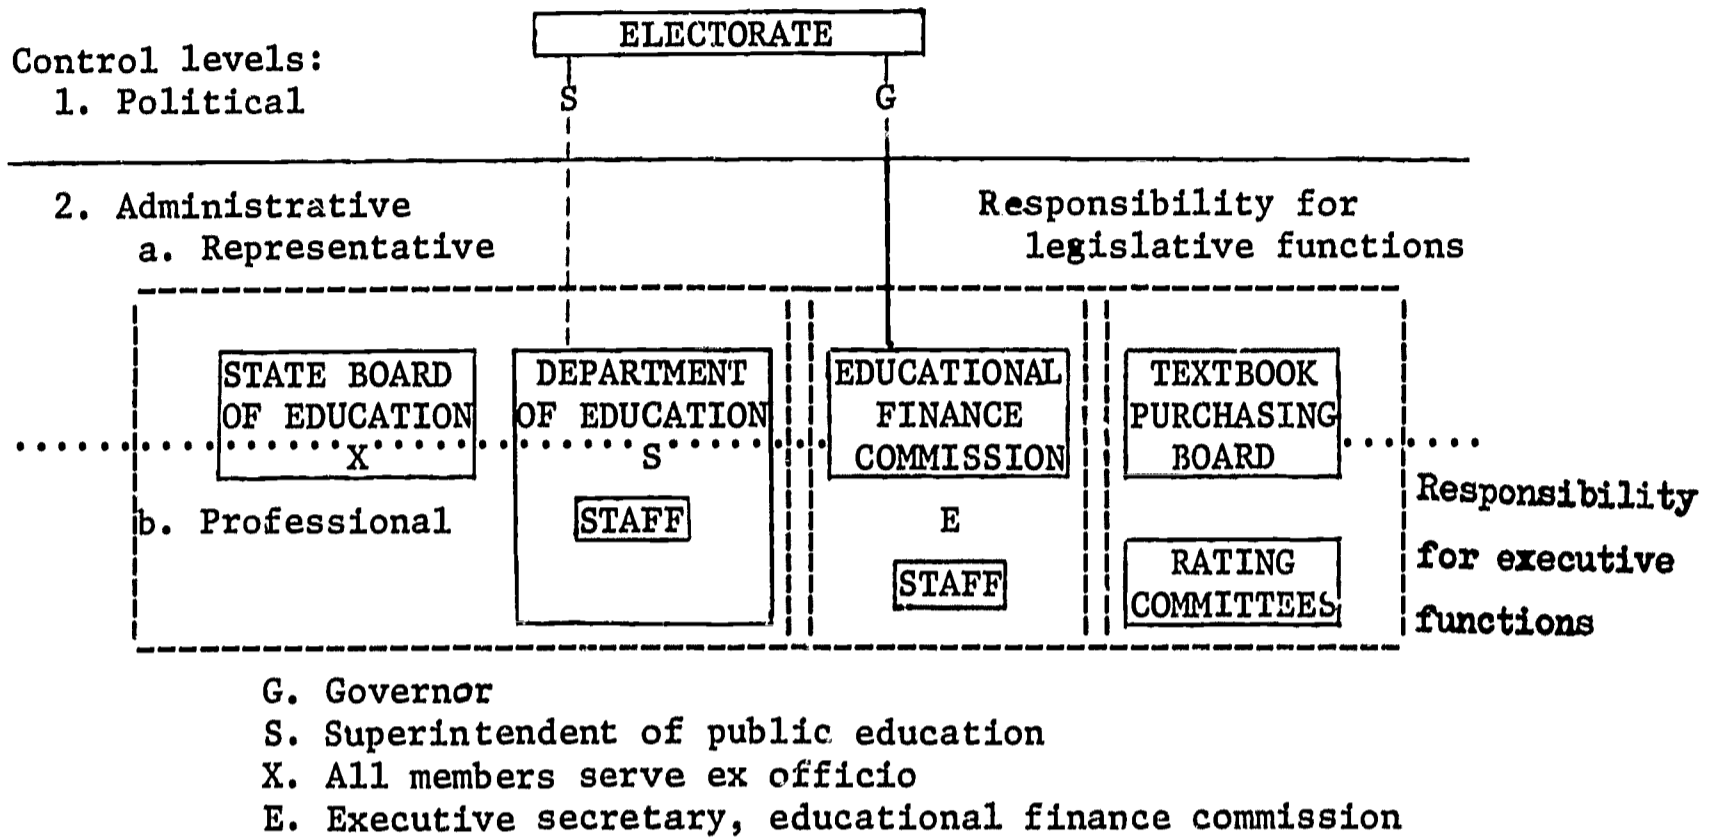 ELECTORATE
Control levels:
1. Political
S
G
2. Administrative
a. Representative
Responsibility for
legislative functions
STATE BOARD
OF EDUCATION
X
DEPARTMENT
OF EDUCATION
S
STAFF
EDUCATIONAL
FINANCE
COMMISSION
E
STAFF
TEXTBOOK
PURCHASING
BOARD
RATING
COMMITTEES
b. Professional
Responsibility
for executive
functions
G. Governor
S. Superintendent of public education
X. All members serve ex officio
E. Executive secretary, educational finance commission